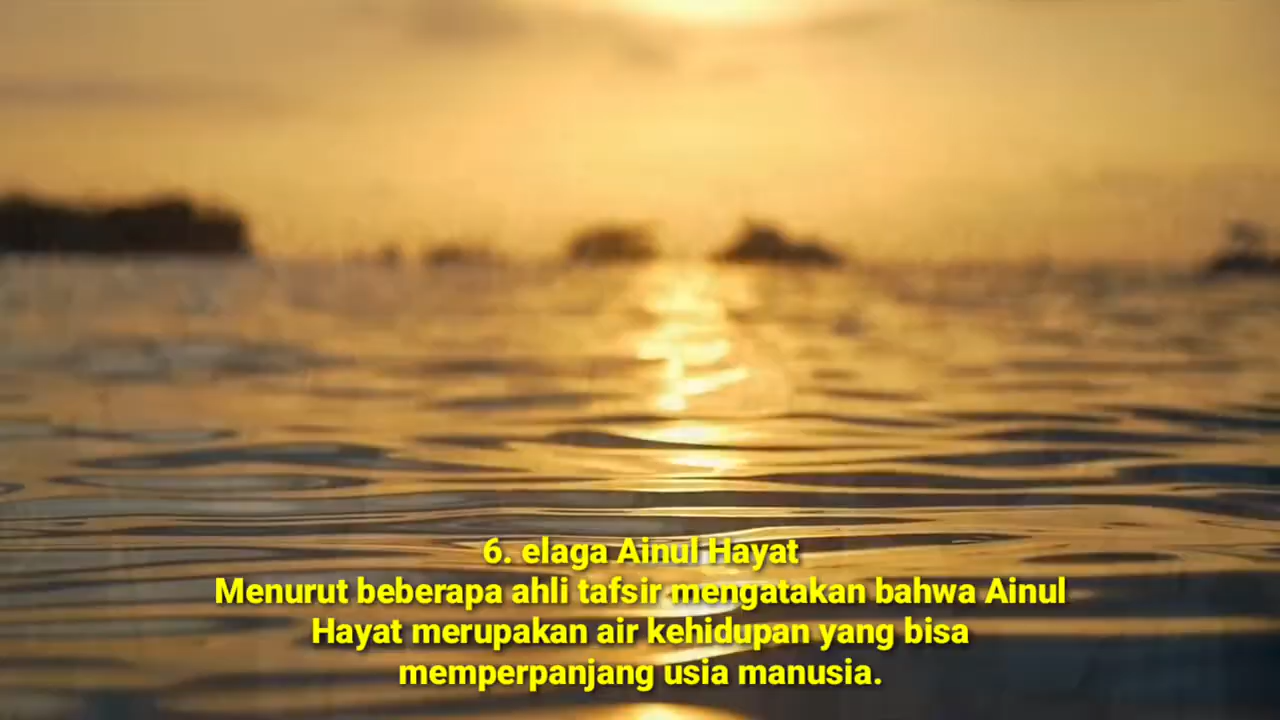 6. elaga Ainul Hayat
Menurut beberapa ahli tafsir mengatakan bahwa Ainul
Hayat merupakan air kehidupan yang bisa
memperpanjang usia manusia.